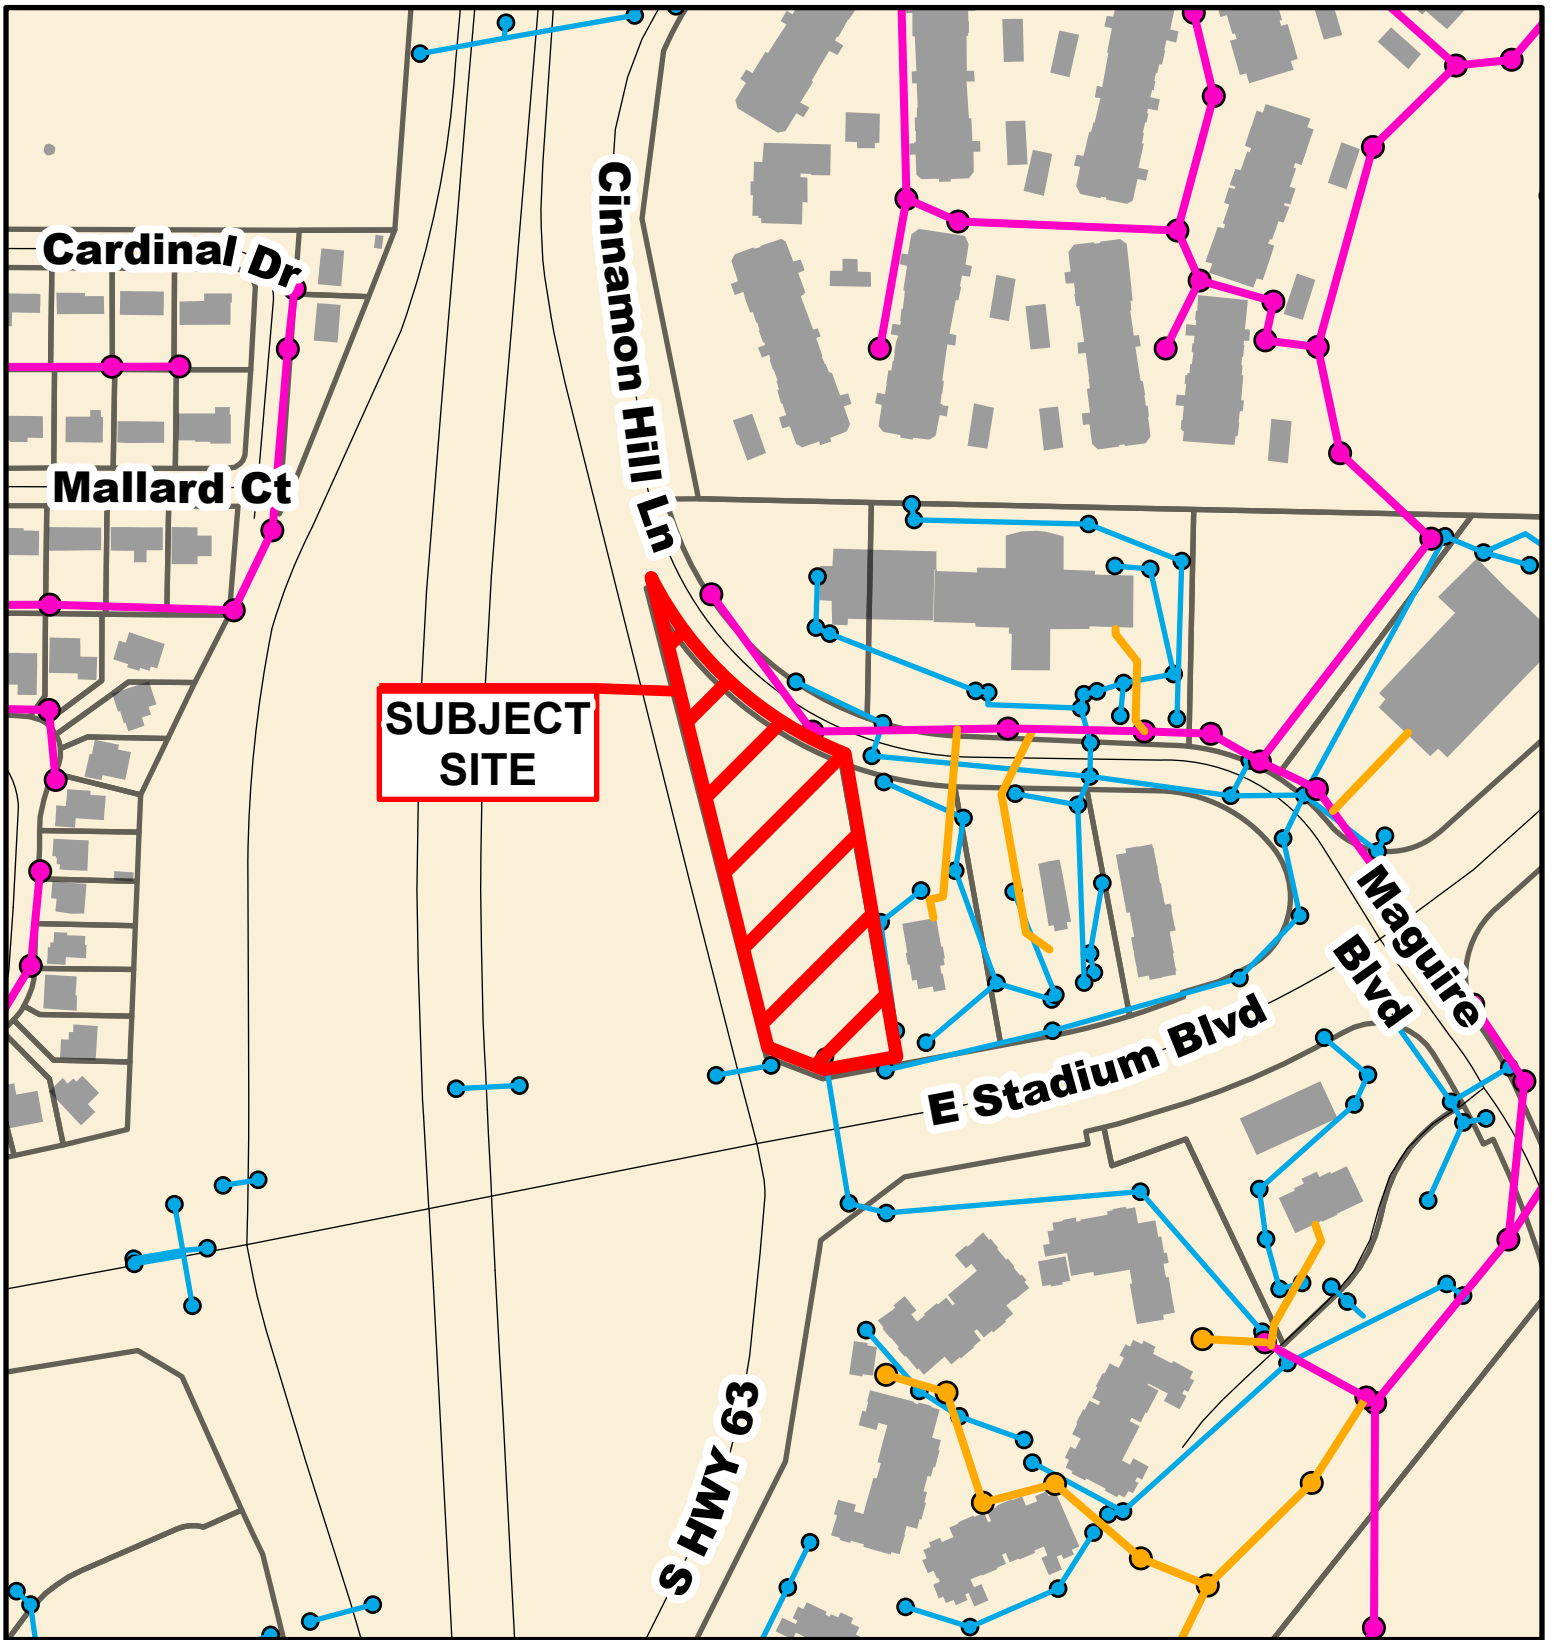 Cardinal Dr
Cinnamon Hill Ln
Mallard Ct
SUBJECT
SITE
Maguire
Blvd
E Stadium Blvd
S HWY 63